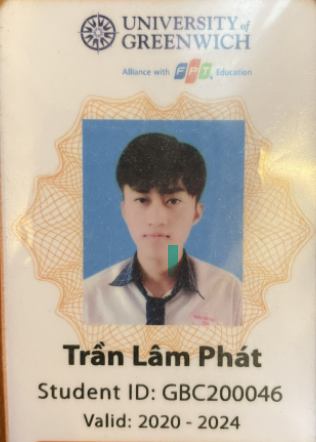 UNIVERSITY of
GREENWICH
Alliance with FPT Education
Trần Lâm Phát
Student ID: GBC200046
Valid: 2020 - 2024